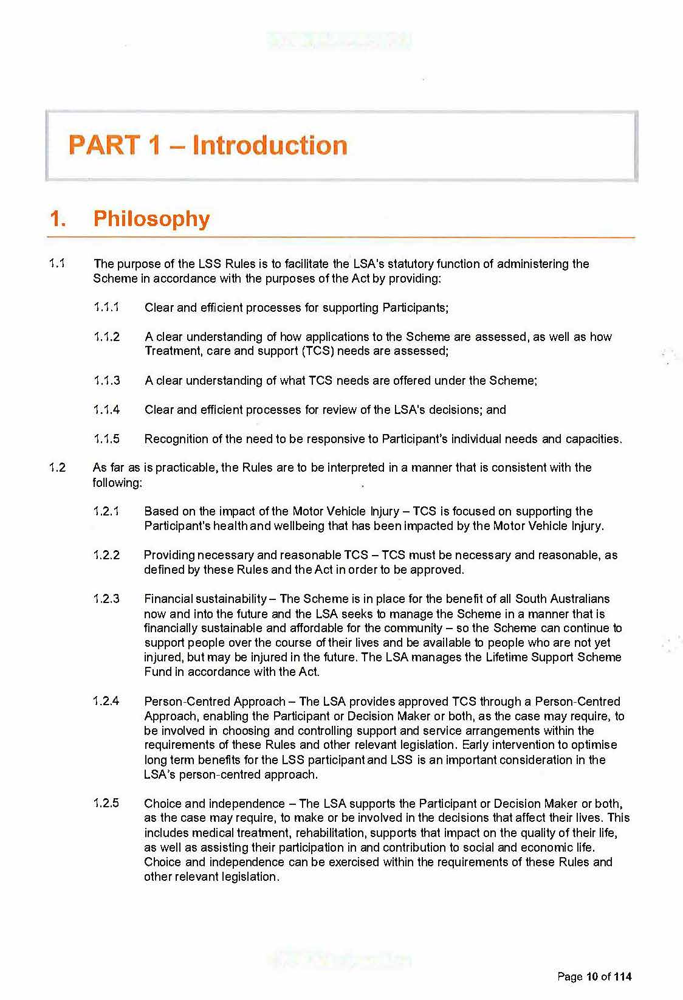 PART 1 – Introduction
1. Philosophy
1.1 The purpose of the LSS Rules is to facilitate the LSA's statutory function of administering the
Scheme in accordance with the purposes of the Act by providing:
1.1.1 Clear and efficient processes for supporting Participants;
1.1.2 A clear understanding of how applications to the Scheme are assessed, as well as how
Treatment, care and support (TCS) needs are assessed;
1.1.3 A clear understanding of what TCS needs are offered under the Scheme;
1.1.4 Clear and efficient processes for review of the LSA's decisions; and
1.1.5 Recognition of the need to be responsive to Participant's individual needs and capacities.
1.2 As far as is practicable, the Rules are to be interpreted in a manner that is consistent with the
following:
1.2.1 Based on the impact of the Motor Vehicle Injury – TCS is focused on supporting the
Participant's health and wellbeing that has been impacted by the Motor Vehicle Injury.
1.2.2 Providing necessary and reasonable TCS – TCS must be necessary and reasonable, as
defined by these Rules and the Act in order to be approved.
1.2.3 Financial sustainability – The Scheme is in place for the benefit of all South Australians
now and into the future and the LSA seeks to manage the Scheme in a manner that is
financially sustainable and affordable for the community – so the Scheme can continue to
support people over the course of their lives and be available to people who are not yet
injured, but may be injured in the future. The LSA manages the Lifetime Support Scheme
Fund in accordance with the Act.
1.2.4 Person-Centred Approach – The LSA provides approved TCS through a Person-Centred
Approach, enabling the Participant or Decision Maker or both, as the case may require, to
be involved in choosing and controlling support and service arrangements within the
requirements of these Rules and other relevant legislation. Early intervention to optimise
long term benefits for the LSS participant and LSS is an important consideration in the
LSA's person-centred approach.
1.2.5 Choice and independence – The LSA supports the Participant or Decision Maker or both,
as the case may require, to make or be involved in the decisions that affect their lives. This
includes medical treatment, rehabilitation, supports that impact on the quality of their life,
as well as assisting their participation in and contribution to social and economic life.
Choice and independence can be exercised within the requirements of these Rules and
other relevant legislation.
Page 10 of 114